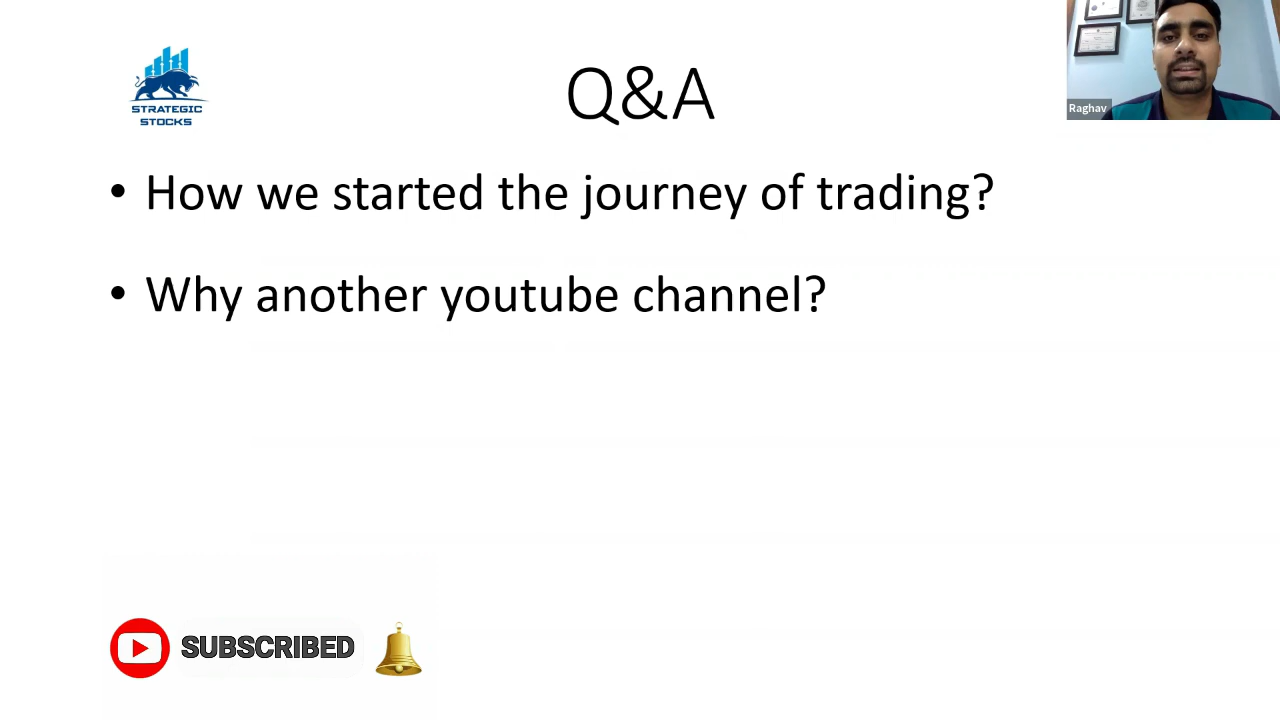 STRATEGIC
STOCKS
Q&A
Raghav
• How we started the journey of trading?
• Why another youtube channel?
SUBSCRIBED